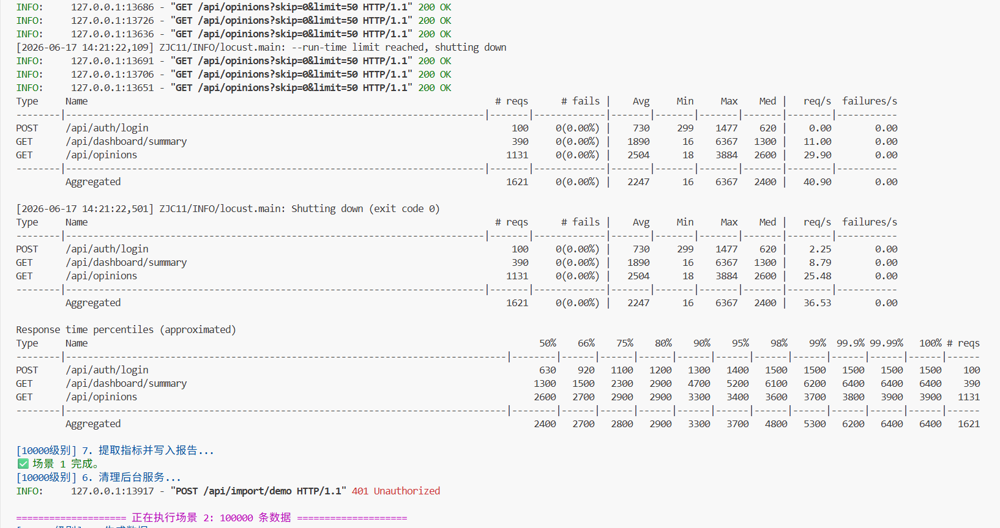 INFO:     127.0.0.1:13686 - "GET /api/opinions?skip=0&limit=50 HTTP/1.1" 200 OK
INFO:     127.0.0.1:13726 - "GET /api/opinions?skip=0&limit=50 HTTP/1.1" 200 OK
INFO:     127.0.0.1:13636 - "GET /api/opinions?skip=0&limit=50 HTTP/1.1" 200 OK
[2026-06-17 14:21:22,109] ZJC11/INFO/locust.main: --run-time limit reached, shutting down
INFO:     127.0.0.1:13691 - "GET /api/opinions?skip=0&limit=50 HTTP/1.1" 200 OK
INFO:     127.0.0.1:13706 - "GET /api/opinions?skip=0&limit=50 HTTP/1.1" 200 OK
INFO:     127.0.0.1:13651 - "GET /api/opinions?skip=0&limit=50 HTTP/1.1" 200 OK
Type     Name                                                                          # reqs      # fails |    Avg     Min     Max    Med |   req/s  failures/s
--------|----------------------------------------------------------------------------|-------|-------------|-------|-------|-------|-------|--------|-----------
POST     /api/auth/login                                                                  100     0(0.00%) |    730     299    1477    620 |    0.00        0.00
GET      /api/dashboard/summary                                                           390     0(0.00%) |   1890      16    6367   1300 |   11.00        0.00
GET      /api/opinions                                                                   1131     0(0.00%) |   2504      18    3884   2600 |   29.90        0.00
--------|----------------------------------------------------------------------------|-------|-------------|-------|-------|-------|-------|--------|-----------
         Aggregated                                                                      1621     0(0.00%) |   2247      16    6367   2400 |   40.90        0.00
[2026-06-17 14:21:22,501] ZJC11/INFO/locust.main: Shutting down (exit code 0)
Type     Name                                                                          # reqs      # fails |    Avg     Min     Max    Med |   req/s  failures/s
--------|----------------------------------------------------------------------------|-------|-------------|-------|-------|-------|-------|--------|-----------
POST     /api/auth/login                                                                  100     0(0.00%) |    730     299    1477    620 |    2.25        0.00
GET      /api/dashboard/summary                                                           390     0(0.00%) |   1890      16    6367   1300 |    8.79        0.00
GET      /api/opinions                                                                   1131     0(0.00%) |   2504      18    3884   2600 |   25.48        0.00
--------|----------------------------------------------------------------------------|-------|-------------|-------|-------|-------|-------|--------|-----------
         Aggregated                                                                      1621     0(0.00%) |   2247      16    6367   2400 |   36.53        0.00
Response time percentiles (approximated)
Type     Name                                                                                  50%    66%    75%    80%    90%    95%    98%    99%  99.9% 99.99%   100% # reqs
--------|--------------------------------------------------------------------------------|--------|------|------|------|------|------|------|------|------|------|------|------
POST     /api/auth/login                                                                       630    920   1100   1200   1300   1400   1500   1500   1500   1500   1500    100
GET      /api/dashboard/summary                                                               1300   1500   2300   2900   4700   5200   6100   6200   6400   6400   6400    390
GET      /api/opinions                                                                        2600   2700   2900   2900   3300   3400   3600   3700   3800   3900   3900   1131
--------|--------------------------------------------------------------------------------|--------|------|------|------|------|------|------|------|------|------|------|------
         Aggregated                                                                           2400   2700   2800   2900   3300   3700   4800   5300   6200   6400   6400   1621
[10000级别] 7. 提取指标并写入报告...
✅ 场景 1 完成。
[10000级别] 6. 清理后台服务...
INFO:     127.0.0.1:13917 - "POST /api/import/demo HTTP/1.1" 401 Unauthorized
==================== 正在执行场景 2: 100000 条数据 ====================